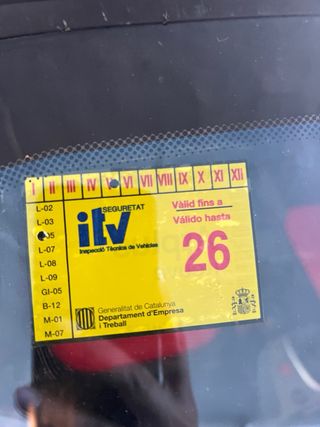 I II III IV V VI VII VIII IX X XI XII
L-02
L-03
05
L-07
L-08
L-09
GI-05
B-12
M-01
M-07
SEGURETAT
itv
Inspecció Tècnica de Vehicles
Vàlid fins a
Válido hasta
26
Generalitat de Catalunya
Departament d'Empresa
i Treball